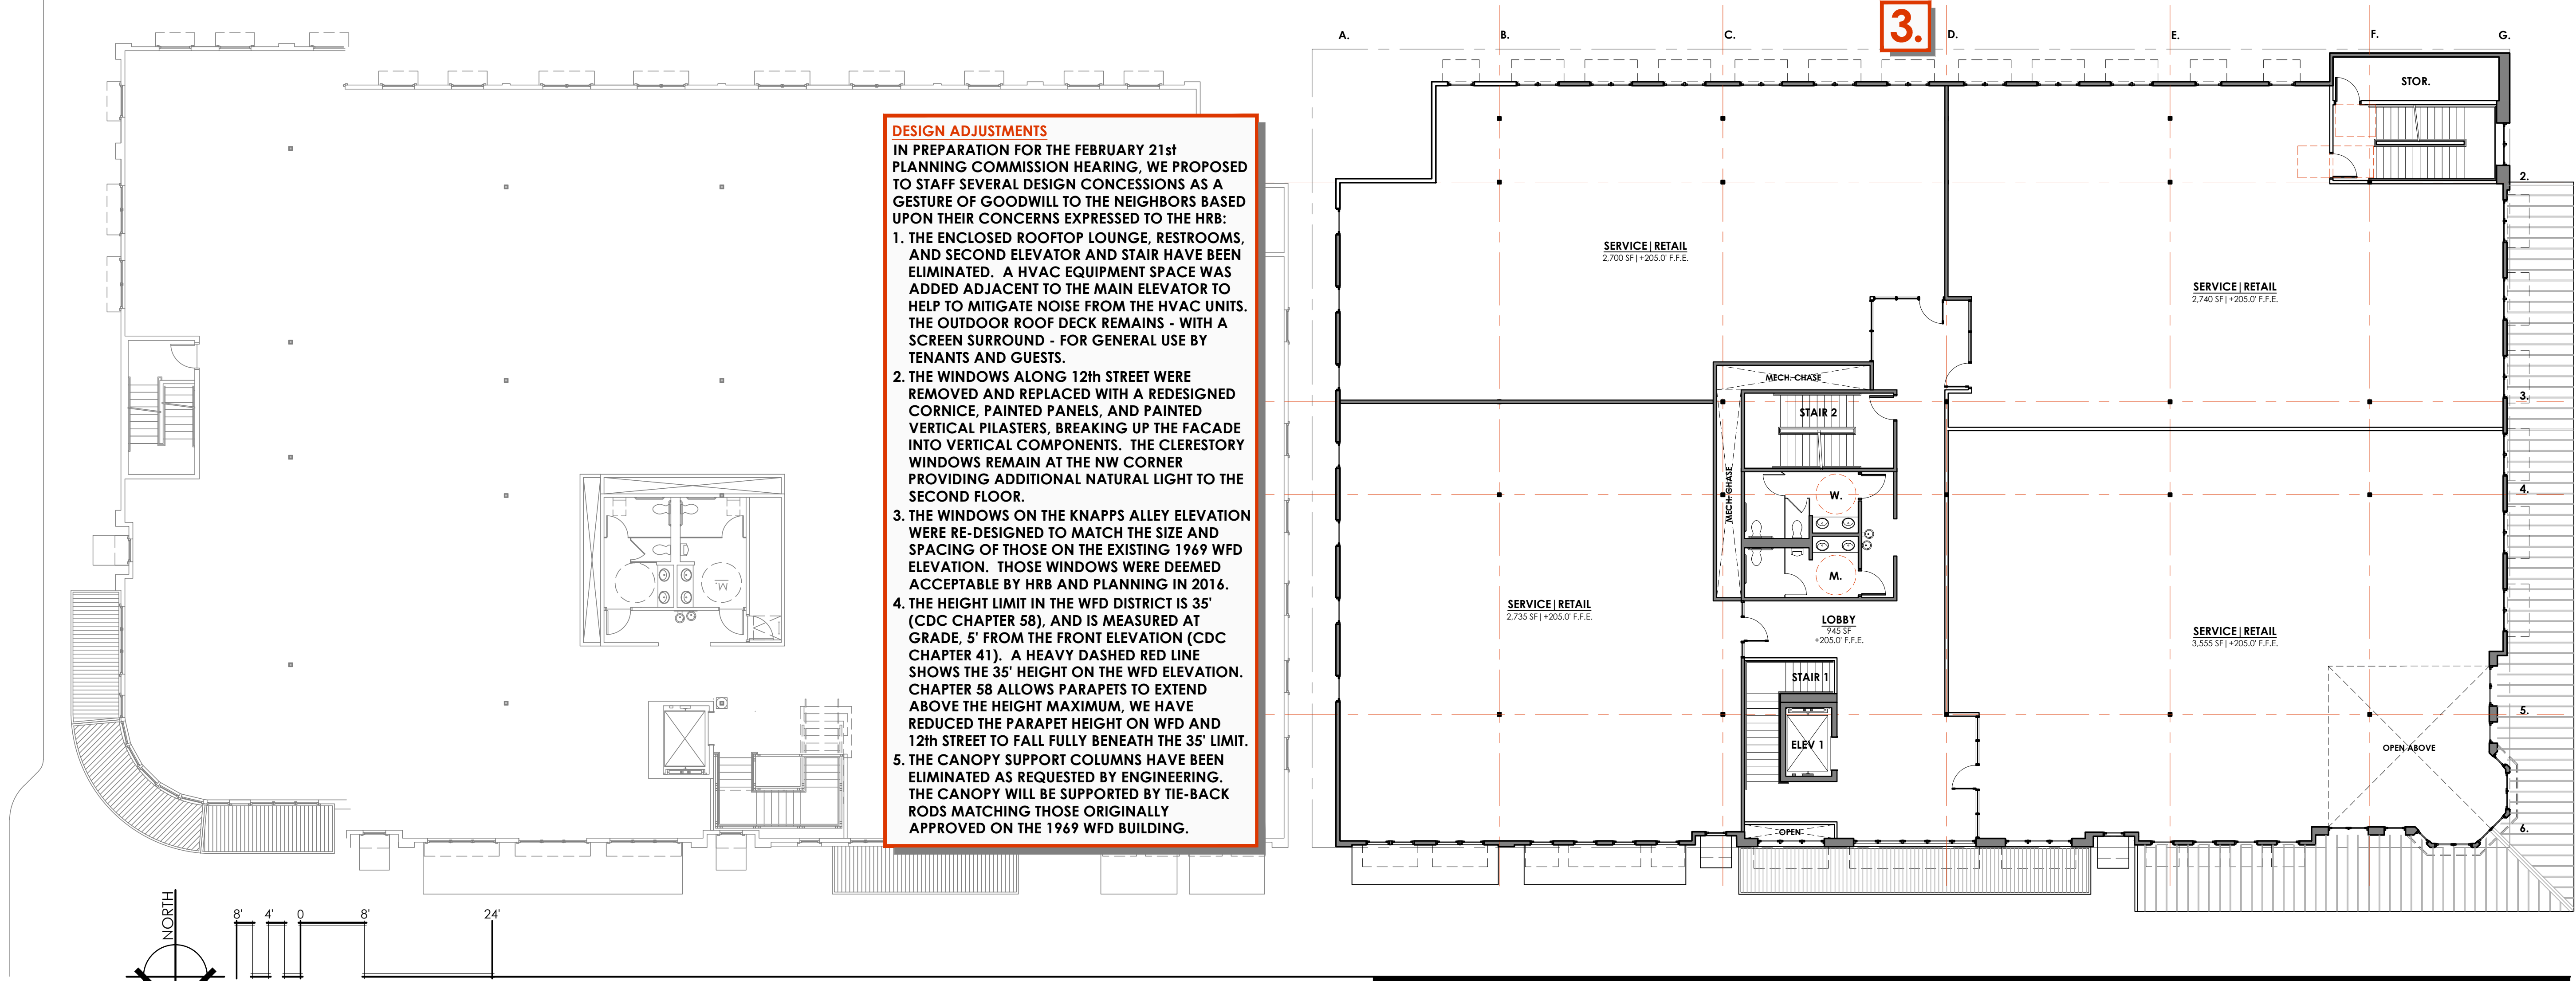 3.
A. B. C. D. E. F. G.
DESIGN ADJUSTMENTS
IN PREPARATION FOR THE FEBRUARY 21st
PLANNING COMMISSION HEARING, WE PROPOSED
TO STAFF SEVERAL DESIGN CONCESSIONS AS A
GESTURE OF GOODWILL TO THE NEIGHBORS BASED
UPON THEIR CONCERNS EXPRESSED TO THE HRB:
1. THE ENCLOSED ROOFTOP LOUNGE, RESTROOMS,
AND SECOND ELEVATOR AND STAIR HAVE BEEN
ELIMINATED. A HVAC EQUIPMENT SPACE WAS
ADDED ADJACENT TO THE MAIN ELEVATOR TO
HELP TO MITIGATE NOISE FROM THE HVAC UNITS.
THE OUTDOOR ROOF DECK REMAINS - WITH A
SCREEN SURROUND - FOR GENERAL USE BY
TENANTS AND GUESTS.
2. THE WINDOWS ALONG 12th STREET WERE
REMOVED AND REPLACED WITH A REDESIGNED
CORNICE, PAINTED PANELS, AND PAINTED
VERTICAL PILASTERS, BREAKING UP THE FACADE
INTO VERTICAL COMPONENTS. THE CLERESTORY
WINDOWS REMAIN AT THE NW CORNER
PROVIDING ADDITIONAL NATURAL LIGHT TO THE
SECOND FLOOR.
3. THE WINDOWS ON THE KNAPPS ALLEY ELEVATION
WERE RE-DESIGNED TO MATCH THE SIZE AND
SPACING OF THOSE ON THE EXISTING 1969 WFD
ELEVATION. THOSE WINDOWS WERE DEEMED
ACCEPTABLE BY HRB AND PLANNING IN 2016.
4. THE HEIGHT LIMIT IN THE WFD DISTRICT IS 35'
(CDC CHAPTER 58), AND IS MEASURED AT
GRADE, 5' FROM THE FRONT ELEVATION (CDC
CHAPTER 41). A HEAVY DASHED RED LINE
SHOWS THE 35' HEIGHT ON THE WFD ELEVATION.
CHAPTER 58 ALLOWS PARAPETS TO EXTEND
ABOVE THE HEIGHT MAXIMUM, WE HAVE
REDUCED THE PARAPET HEIGHT ON WFD AND
12th STREET TO FALL FULLY BENEATH THE 35' LIMIT.
5. THE CANOPY SUPPORT COLUMNS HAVE BEEN
ELIMINATED AS REQUESTED BY ENGINEERING.
THE CANOPY WILL BE SUPPORTED BY TIE-BACK
RODS MATCHING THOSE ORIGINALLY
APPROVED ON THE 1969 WFD BUILDING.
STOR.
2.
SERVICE|RETAIL
2,700 SF|+205.0' F.F.E.
SERVICE|RETAIL
2,740 SF|+205.0' F.F.E.
MECH. CHASE
3.
STAIR 2
MECH. CHASE
W.
4.
M.
M.
SERVICE|RETAIL
2,735 SF|+205.0' F.F.E.
LOBBY
945 SF
+205.0' F.F.E.
SERVICE|RETAIL
3,555 SF|+205.0' F.F.E.
STAIR 1
5.
ELEV 1
OPEN ABOVE
OPEN
6.
NORTH
8' 4' 0 8' 24'